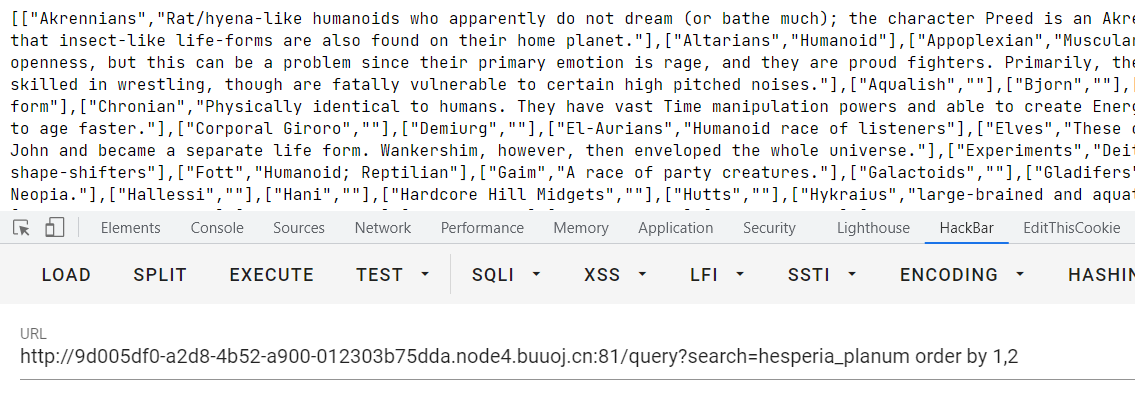 [["Akrennians","Rat/hyena-like humanoids who apparently do not dream (or bathe much); the character Preed is an Akre
that insect-like life-forms are also found on their home planet."],["Altarians","Humanoid"],["Appoplexian","Muscular
openness, but this can be a problem since their primary emotion is rage, and they are proud fighters. Primarily, the
skilled in wrestling, though are fatally vulnerable to certain high pitched noises."],["Aqualish",""],["Bjorn",""],[
form"],["Chronian","Physically identical to humans. They have vast Time manipulation powers and able to create Energ
to age faster."],["Corporal Giroro",""],["Demiurg",""],["El-Aurians","Humanoid race of listeners"],["Elves","These c
John and became a separate life form. Wankershim, however, then enveloped the whole universe."],["Experiments","Deit
shape-shifters"],["Fott","Humanoid; Reptilian"],["Gaim","A race of party creatures."],["Galactoids",""],["Gladifers"
Neopia."],["Hallessi",""],["Hani",""],["Hardcore Hill Midgets",""],["Hutts",""],["Hykraius","large-brained and aquat
Elements Console Sources Network Performance Memory Application Security Lighthouse HackBar EditThisCookie
LOAD SPLIT EXECUTE TEST SQLI XSS LFI SSTI ENCODING HASHIN
URL
http://9d005df0-a2d8-4b52-a900-012303b75dda.node4.buuoj.cn:81/query?search=hesperia_planum order by 1,2